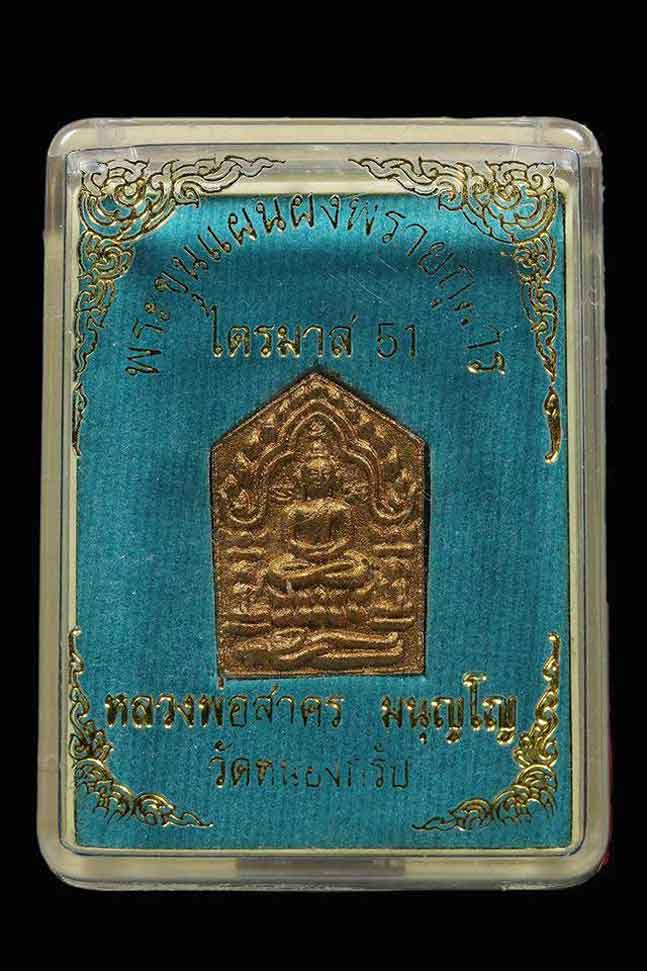 พระขุนแผนผงพรายกุมาร
ไตรมาส 51
หลวงพ่อสาคร มนุญโญ
วัดหนองกรับ